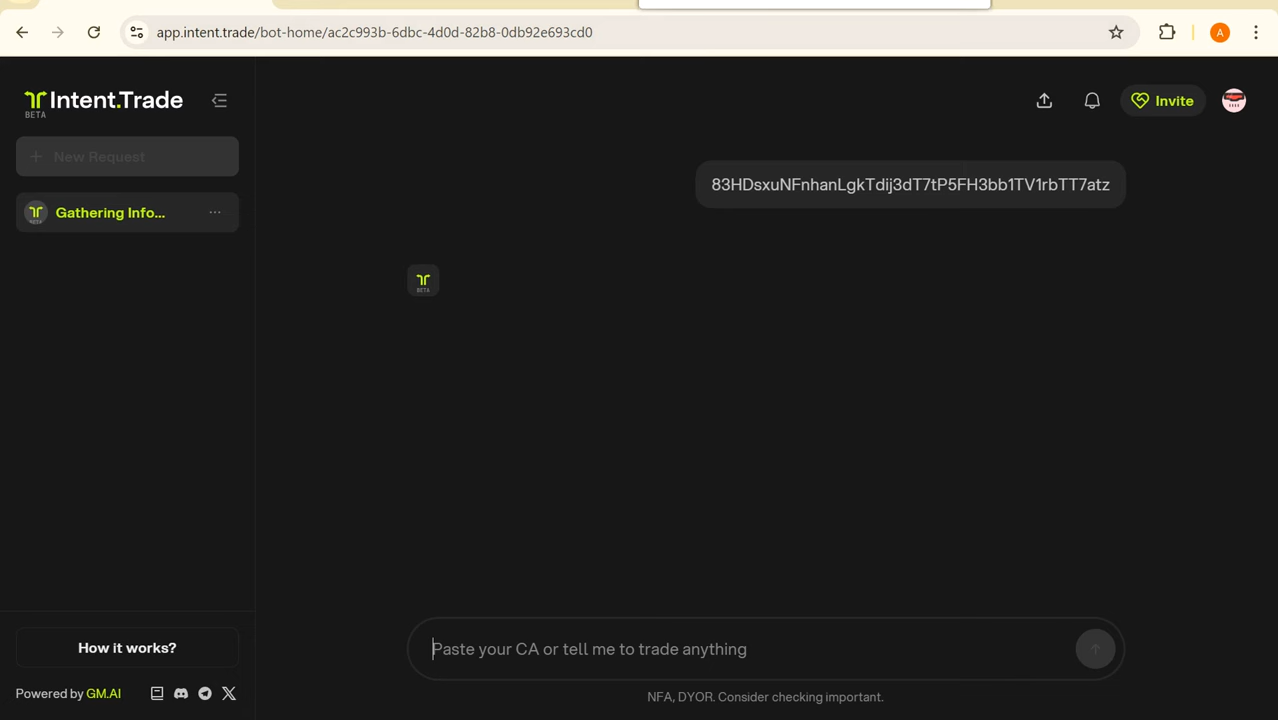 app.intent.trade/bot-home/ac2c993b-6dbc-4d0d-82b8-0db92e693cd0
A
Intent.Trade
BETA
Invite
New Request
83HDsxuNFnhanLgkTdij3dT7tP5FH3bb1TV1rbTT7atz
Gathering Info...
BETA
BETA
Paste your CA or tell me to trade anything
How it works?
Powered by GM.AI
NFA, DYOR. Consider checking important.